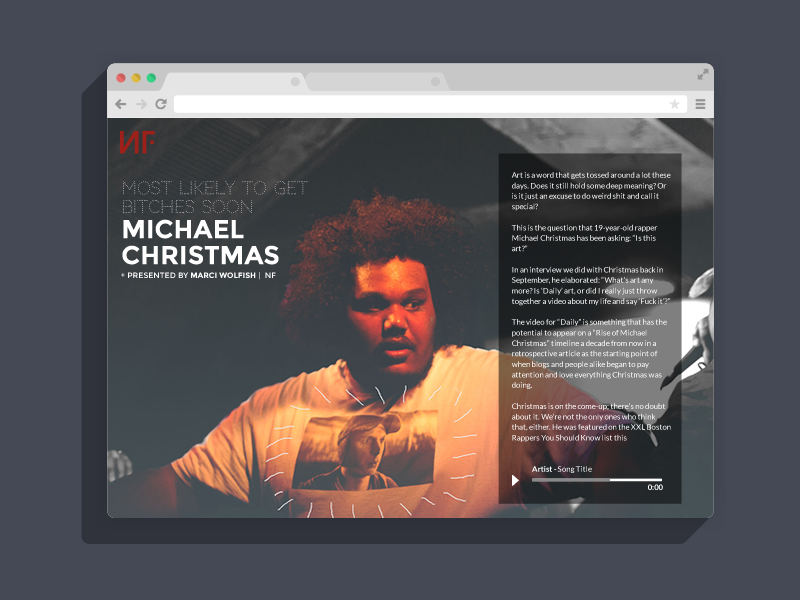 NF
MOST LIKELY TO GET
BITCHES SOON
MICHAEL
CHRISTMAS
+ PRESENTED BY MARCI WOLFISH | NF
Art is a word that gets tossed around a lot these
days. Does it still hold some deep meaning? Or
is it just an excuse to do weird shit and call it
special?
This is the question that 19-year-old rapper
Michael Christmas has been asking: "Is this
art?"
In an interview we did with Christmas back in
September, he elaborated: "What's art any
more? Is 'Daily' art, or did I really just throw
together a video about my life and say 'Fuck it'?"
The video for "Daily" is something that has the
potential to appear on a "Rise of Michael
Christmas" timeline a decade from now in a
retrospective article as the starting point of
when blogs and people alike began to pay
attention and love everything Christmas was
doing.
Christmas is on the come-up; there's no doubt
about it. We're not the only ones who think
that, either. He was featured on the XXL Boston
Rappers You Should Know list this
Artist - Song Title
0:00